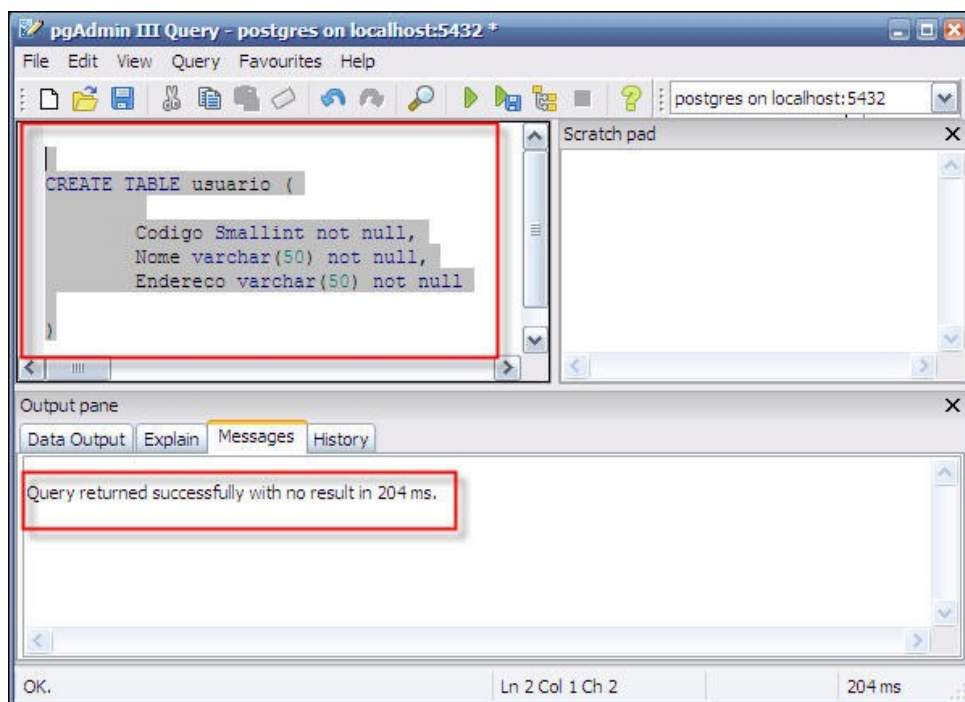 pgAdmin III Query - postgres on localhost:5432 *
File Edit View Query Favourites Help
postgres on localhost:5432
Scratch pad
CREATE TABLE usuario (
Codigo Smallint not null,
Nome varchar(50) not null,
Endereco varchar(50) not null
)
Output pane
Data Output Explain Messages History
Query returned successfully with no result in 204 ms.
OK. Ln 2 Col 1 Ch 2 204 ms